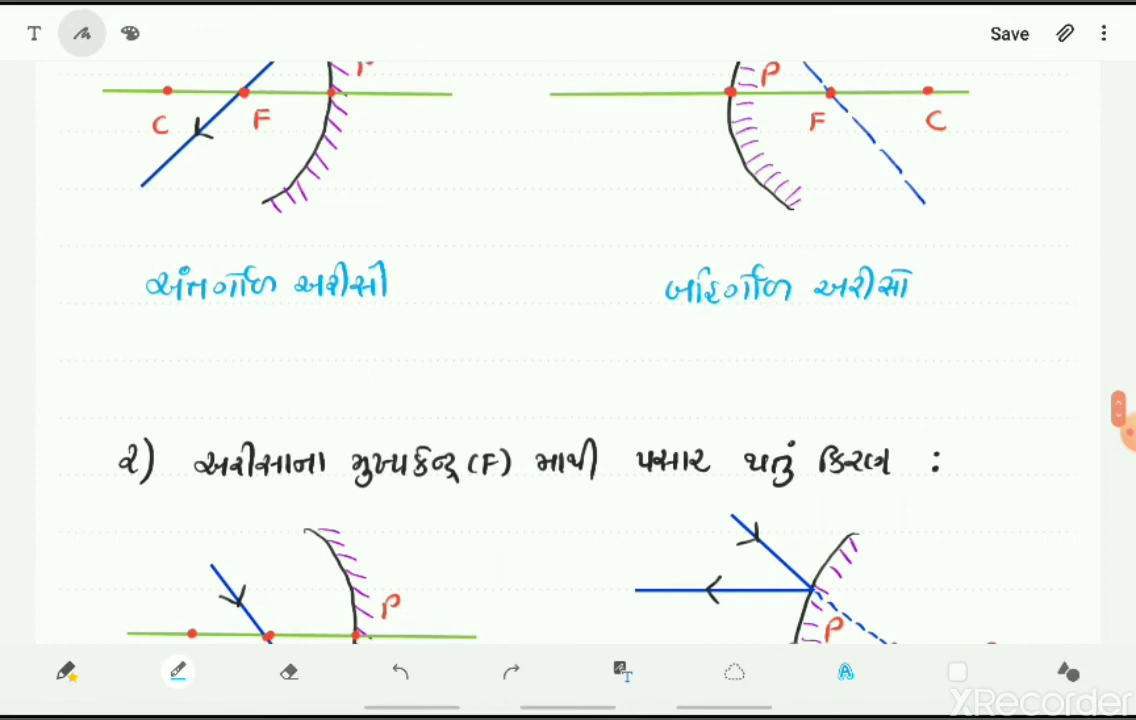 T Save
P P
C F F C
અંતર્ગોળ અરીસો બહિર્ગોળ અરીસો
૨) અરીસાના મુખ્યકેન્દ્ર (F) માથી પસાર થતું કિરણ :
P P
T A
XRecorder